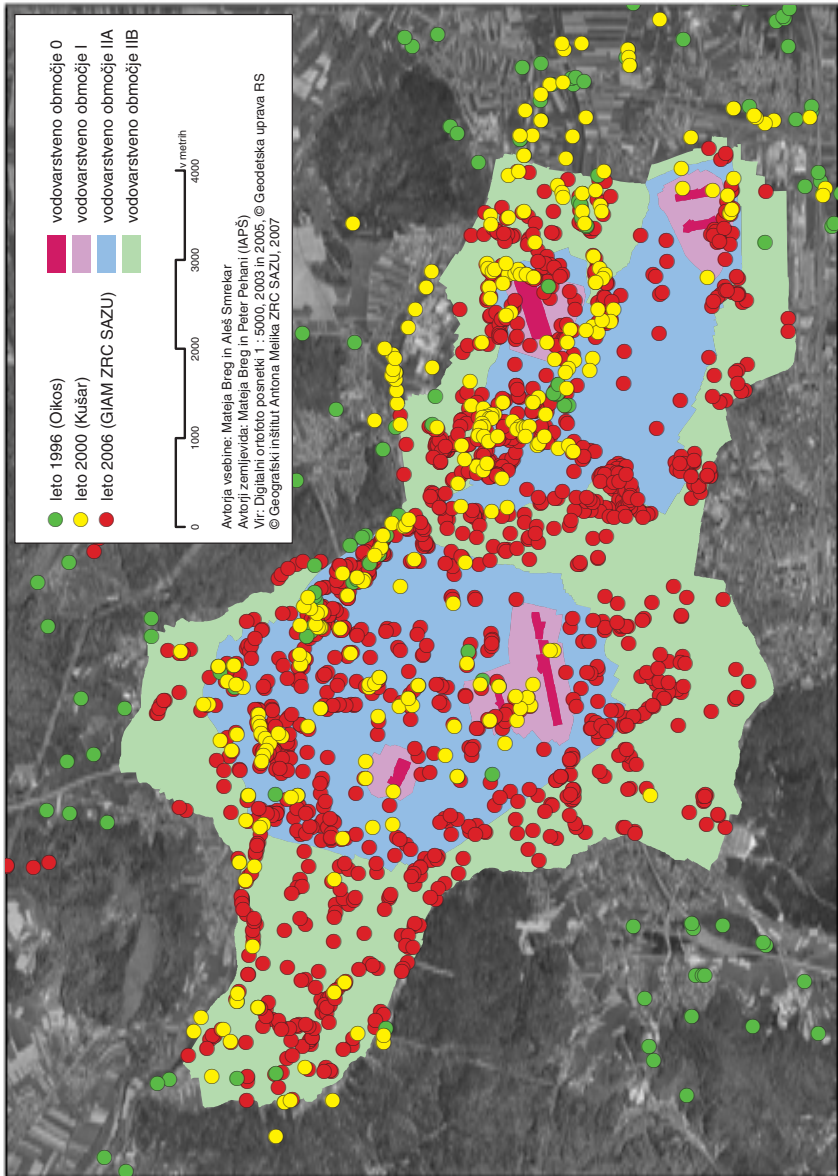 leto 1996 (Oikos)
leto 2000 (Kušar)
leto 2006 (GIAM ZRC SAZU)
vodovarstveno območje 0
vodovarstveno območje I
vodovarstveno območje IIA
vodovarstveno območje IIB
0 1000 2000 3000 4000
v metrih
Avtorja vsebine: Mateja Breg in Aleš Smrekar
Avtorji zemljevida: Mateja Breg in Peter Pehani (IAPŠ)
Vir: Digitalni ortofoto posnetki 1 : 5000, 2003 in 2005, © Geodetska uprava RS
© Geografski inštitut Antona Melika ZRC SAZU, 2007